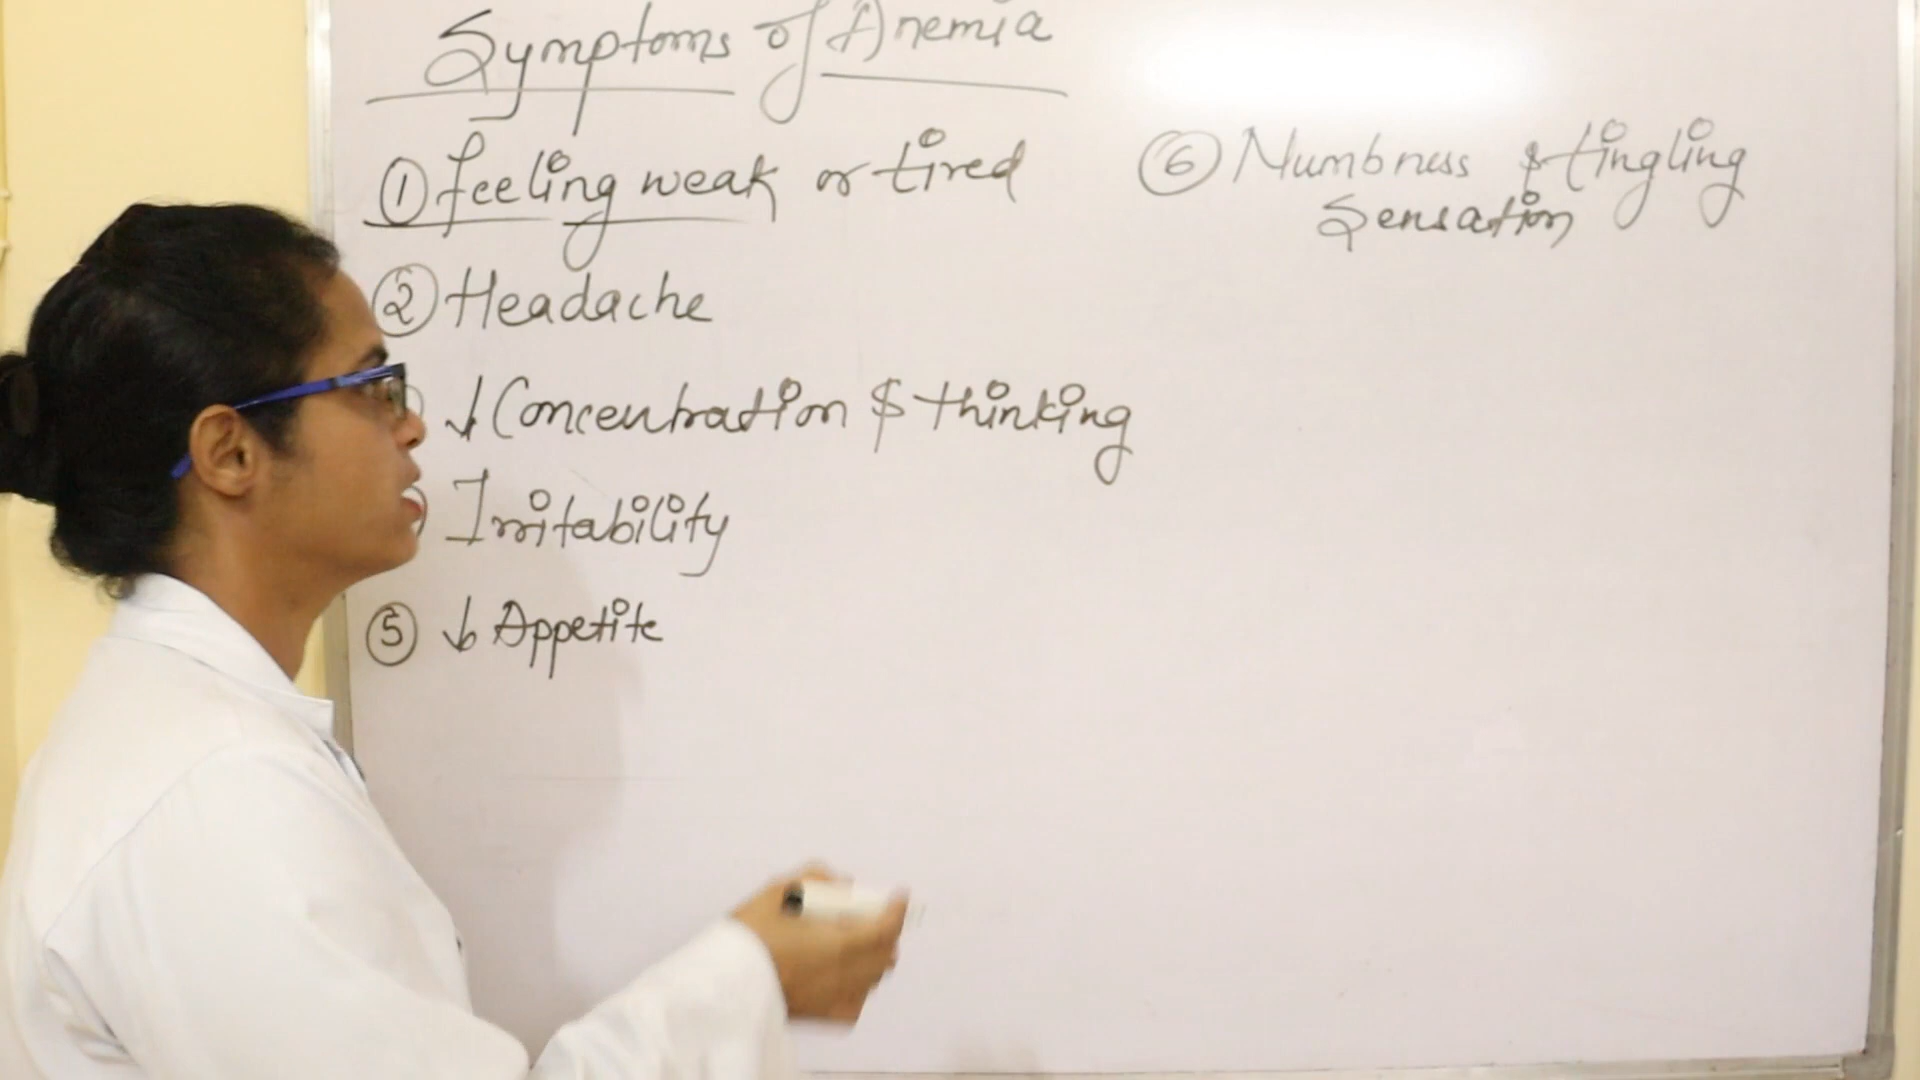 Symptoms of Anemia
① feeling weak or tired
② Headache
↓ Concentration & thinking
Irritability
⑤ ↓ Appetite
⑥ Numbness & tingling
Sensation